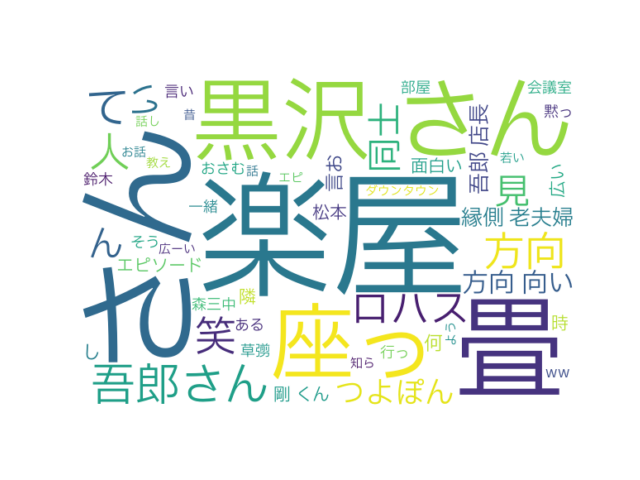 部屋
会議室
言い
昔
黒沢
さん
て
っ
話し
人
同士
吾郎 店長
黙っ
お話
教え
おさむ
話
言お
面白い
若い
広い
鈴木
エピ
ダウンタウン
見
さん
楽屋
一緒
松本
縁側 老夫婦
ん
そう
広ーい
方向
エピソード
方向 向い
隣
ロハス
畳
森三中
笑
ある
座っ
し
草彅
行っ
何
よう
時
吾郎さん
知ら
ww
剛 くん
つよぽん